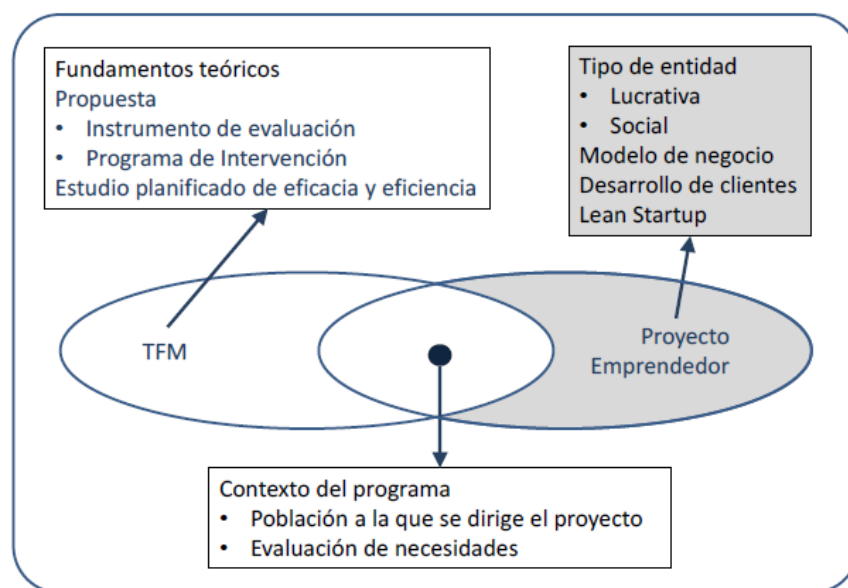 Fundamentos teóricos
Propuesta
• Instrumento de evaluación
• Programa de Intervención
Estudio planificado de eficacia y eficiencia
Tipo de entidad
• Lucrativa
• Social
Modelo de negocio
Desarrollo de clientes
Lean Startup
TFM
Proyecto
Emprendedor
Contexto del programa
• Población a la que se dirige el proyecto
• Evaluación de necesidades